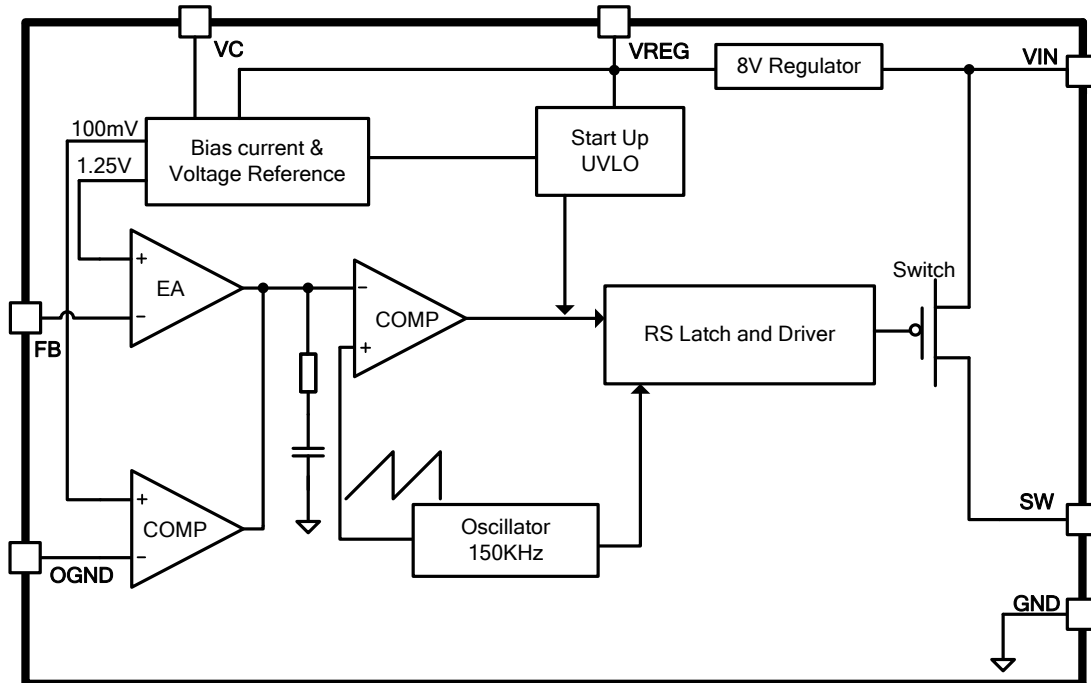 VC
VREG
8V Regulator
VIN
100mV
Bias current &
Voltage Reference
Start Up
UVLO
1.25V
+
EA
−
FB
−
COMP
+
RS Latch and Driver
Switch
+
COMP
−
OGND
Oscillator
150KHz
SW
GND